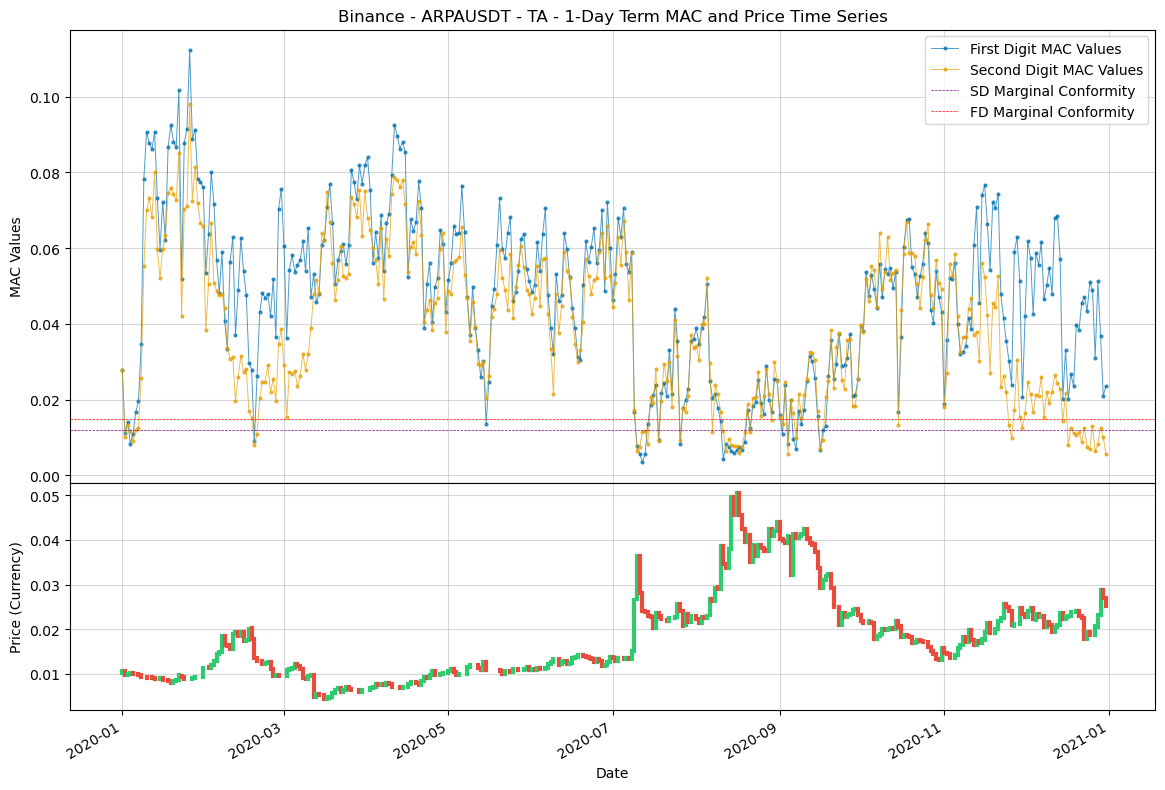 Binance - ARPAUSDT - TA - 1-Day Term MAC and Price Time Series
First Digit MAC Values
Second Digit MAC Values
SD Marginal Conformity
FD Marginal Conformity
MAC Values
0.10
0.08
0.06
0.04
0.02
0.00
Price (Currency)
0.05
0.04
0.03
0.02
0.01
2020-01
2020-03
2020-05
2020-07
2020-09
2020-11
2021-01
Date